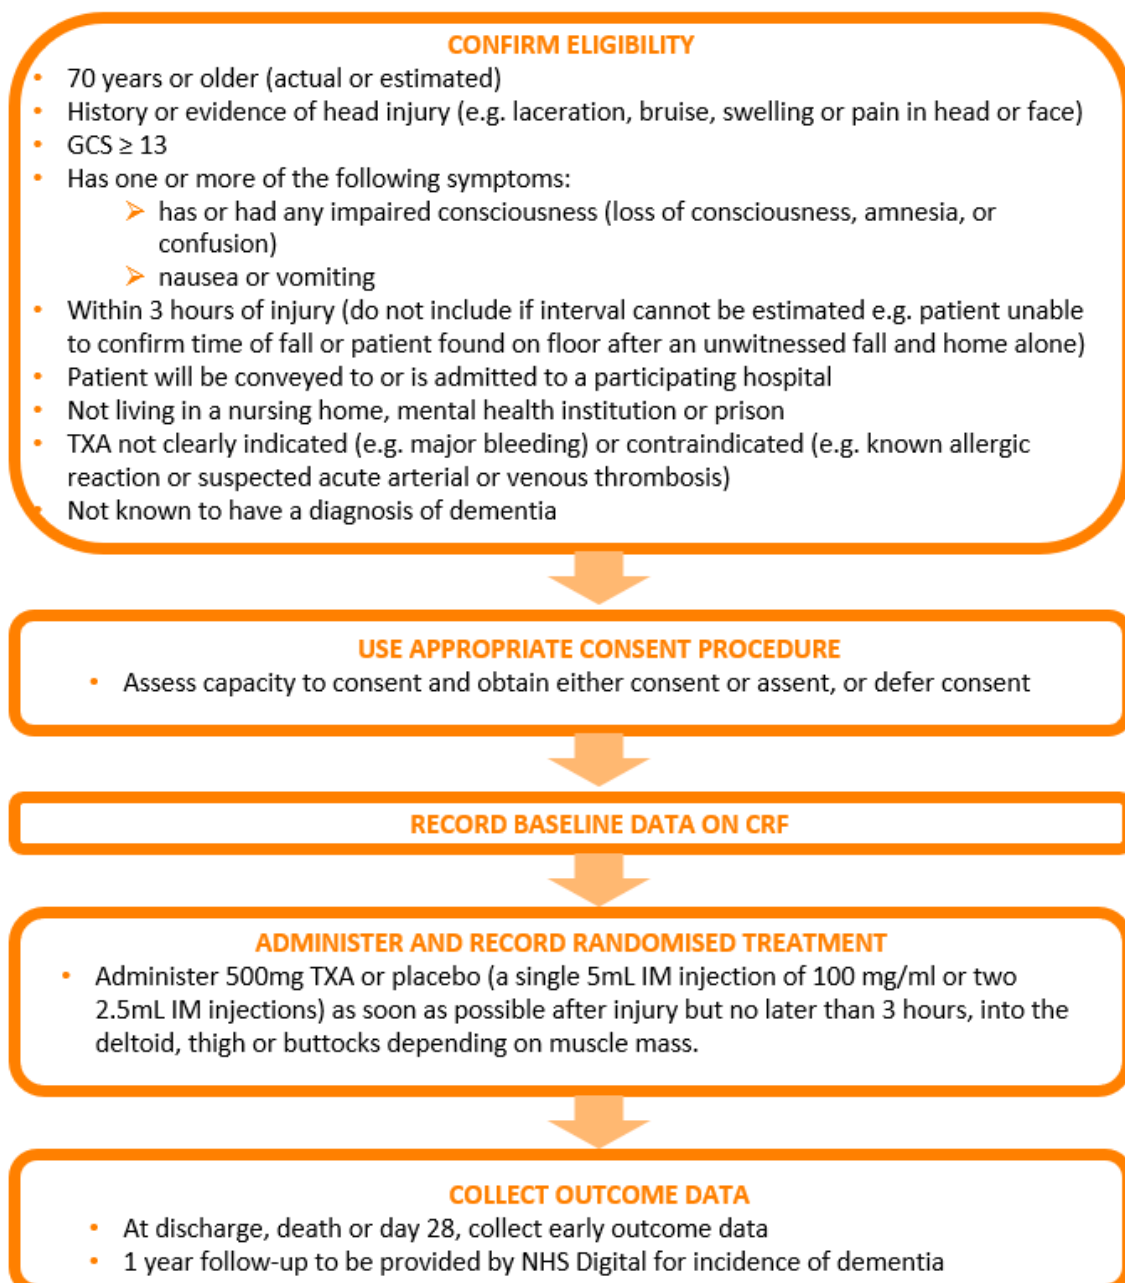 CONFIRM ELIGIBILITY
• 70 years or older (actual or estimated)
• History or evidence of head injury (e.g. laceration, bruise, swelling or pain in head or face)
• GCS ≥ 13
• Has one or more of the following symptoms:
➢ has or had any impaired consciousness (loss of consciousness, amnesia, or
confusion)
➢ nausea or vomiting
• Within 3 hours of injury (do not include if interval cannot be estimated e.g. patient unable
to confirm time of fall or patient found on floor after an unwitnessed fall and home alone)
• Patient will be conveyed to or is admitted to a participating hospital
• Not living in a nursing home, mental health institution or prison
• TXA not clearly indicated (e.g. major bleeding) or contraindicated (e.g. known allergic
reaction or suspected acute arterial or venous thrombosis)
• Not known to have a diagnosis of dementia
USE APPROPRIATE CONSENT PROCEDURE
• Assess capacity to consent and obtain either consent or assent, or defer consent
RECORD BASELINE DATA ON CRF
ADMINISTER AND RECORD RANDOMISED TREATMENT
• Administer 500mg TXA or placebo (a single 5mL IM injection of 100 mg/ml or two
2.5mL IM injections) as soon as possible after injury but no later than 3 hours, into the
deltoid, thigh or buttocks depending on muscle mass.
COLLECT OUTCOME DATA
• At discharge, death or day 28, collect early outcome data
• 1 year follow-up to be provided by NHS Digital for incidence of dementia